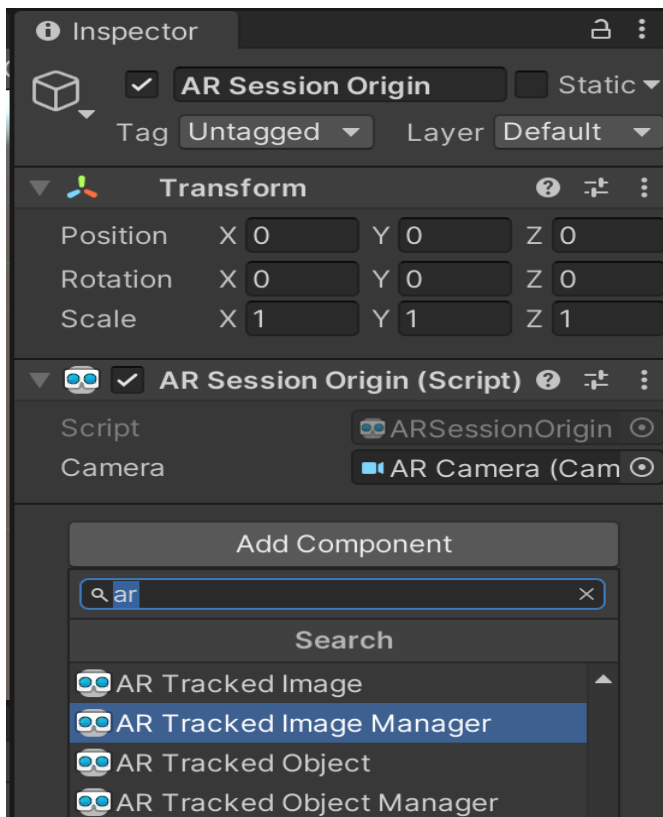 Inspector
AR Session Origin Static
Tag Untagged Layer Default
Transform
Position X 0 Y 0 Z 0
Rotation X 0 Y 0 Z 0
Scale X 1 Y 1 Z 1
AR Session Origin (Script)
Script ARSessionOrigin
Camera AR Camera (Cam
Add Component
ar
Search
AR Tracked Image
AR Tracked Image Manager
AR Tracked Object
AR Tracked Object Manager